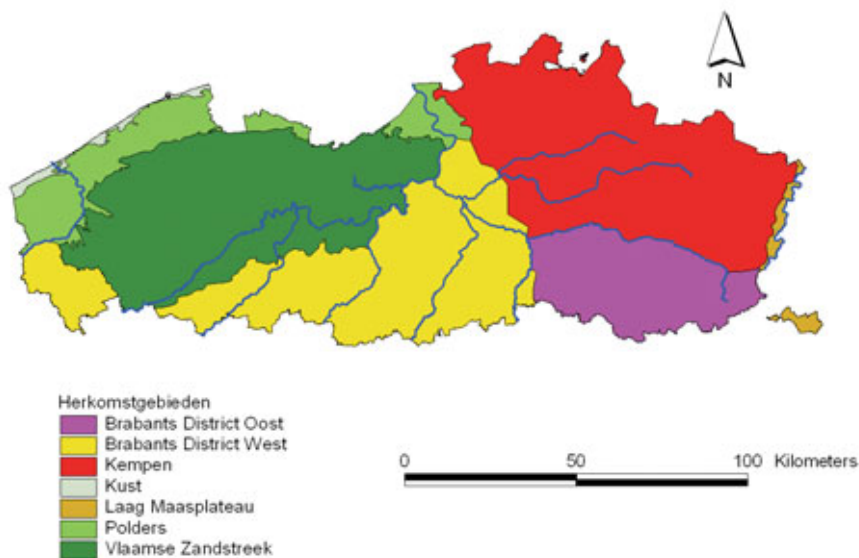 N
Herkomstgebieden
Brabants District Oost
Brabants District West
Kempen
Kust
Laag Maasplateau
Polders
Vlaamse Zandstreek
0 50 100 Kilometers